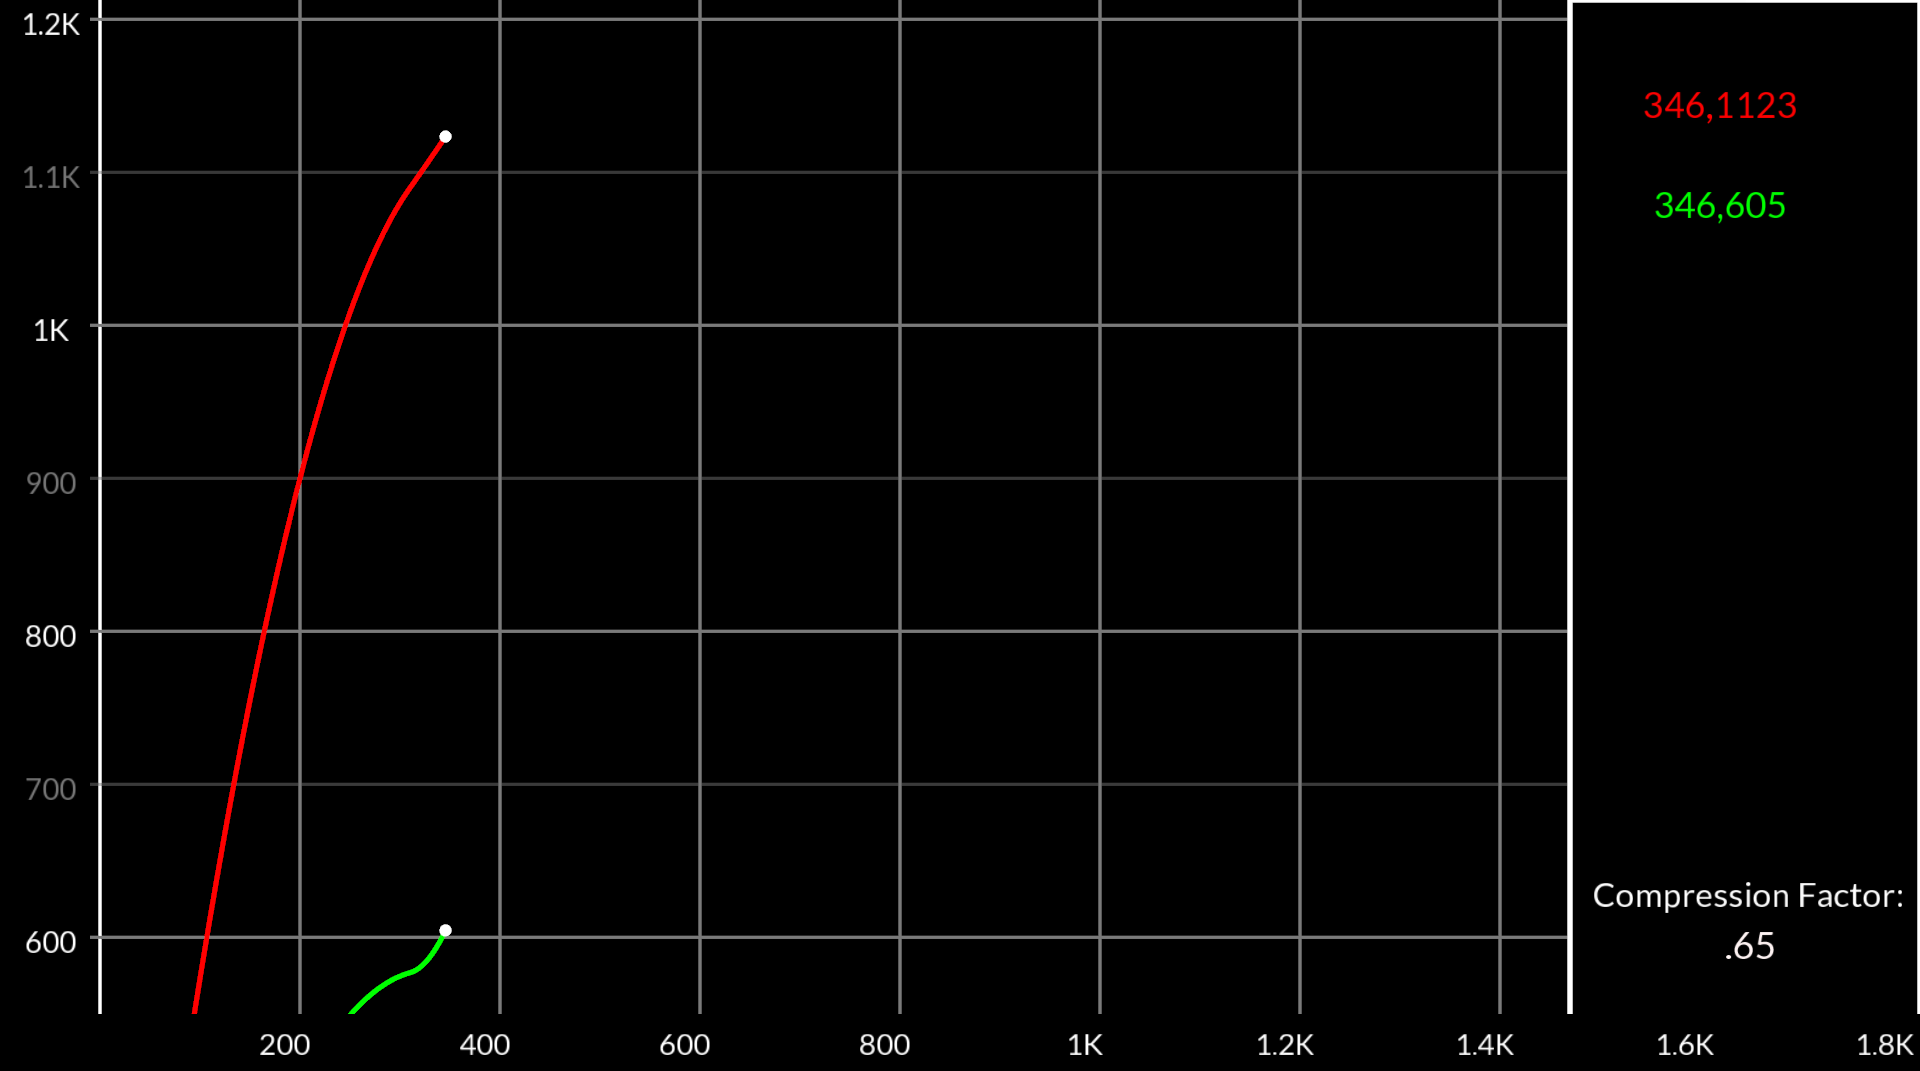 1.2K
1.1K
1K
900
800
700
600
200 400 600 800 1K 1.2K 1.4K 1.6K 1.8K
346,1123
346,605
Compression Factor:
.65